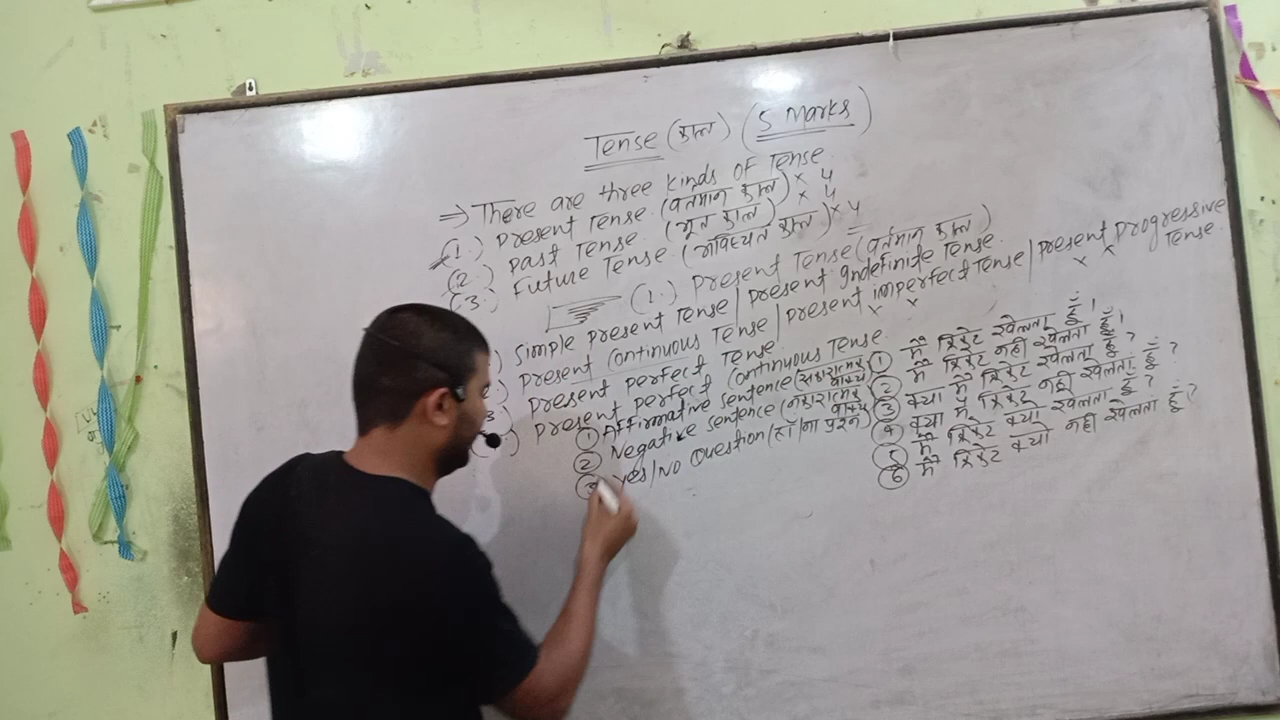 Tense (काल) (5 Marks)
⇒ There are three kinds of Tense.
(1.) Present Tense. (वर्तमान काल) × 4
(2.) Past Tense. (भूत काल) × 4
(3.) Future Tense. (भविष्यत काल) × 4
(1.) Present Tense (वर्तमान काल)
Simple present Tense / present Indefinite Tense.
present Continuous Tense / present imperfect Tense / present progressive Tense.
present perfect Tense.
present perfect Continuous Tense.
① Affirmative sentence (सकारात्मक वाक्य)
② Negative sentence (नकारात्मक वाक्य)
③ Yes/No Question (हाँ/ना प्रश्न)
① मैं क्रिकेट खेलता हूँ।
② मैं क्रिकेट नहीं खेलता हूँ।
③ क्या मैं क्रिकेट खेलता हूँ?
④ क्या मैं क्रिकेट नहीं खेलता हूँ?
⑤ मैं क्रिकेट क्यों खेलता हूँ?
⑥ मैं क्रिकेट क्यों नहीं खेलता हूँ?